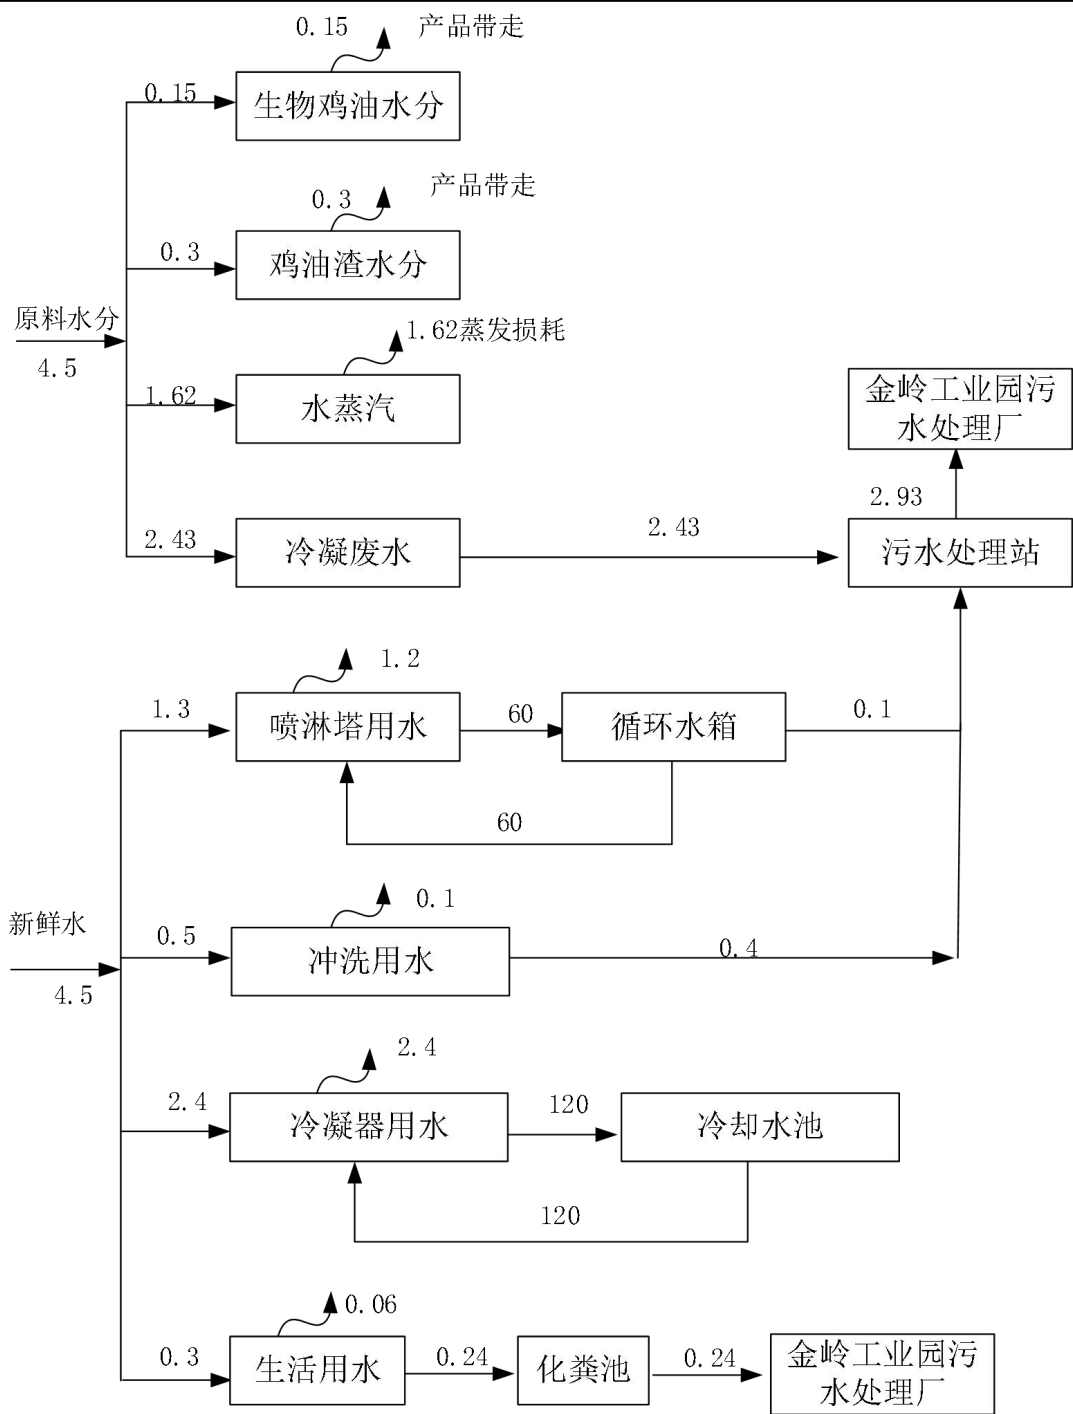 0.15 产品带走
0.15
生物鸡油水分
0.3 产品带走
0.3
鸡油渣水分
原料水分
4.5
1.62蒸发损耗
1.62
水蒸汽
金岭工业园污
水处理厂
2.93
2.43
冷凝废水
2.43
污水处理站
1.2
1.3
喷淋塔用水
60
循环水箱
0.1
60
新鲜水
4.5
0.1
0.5
冲洗用水
0.4
2.4
2.4
冷凝器用水
120
冷却水池
120
0.06
0.3
生活用水
0.24
化粪池
0.24
金岭工业园污
水处理厂